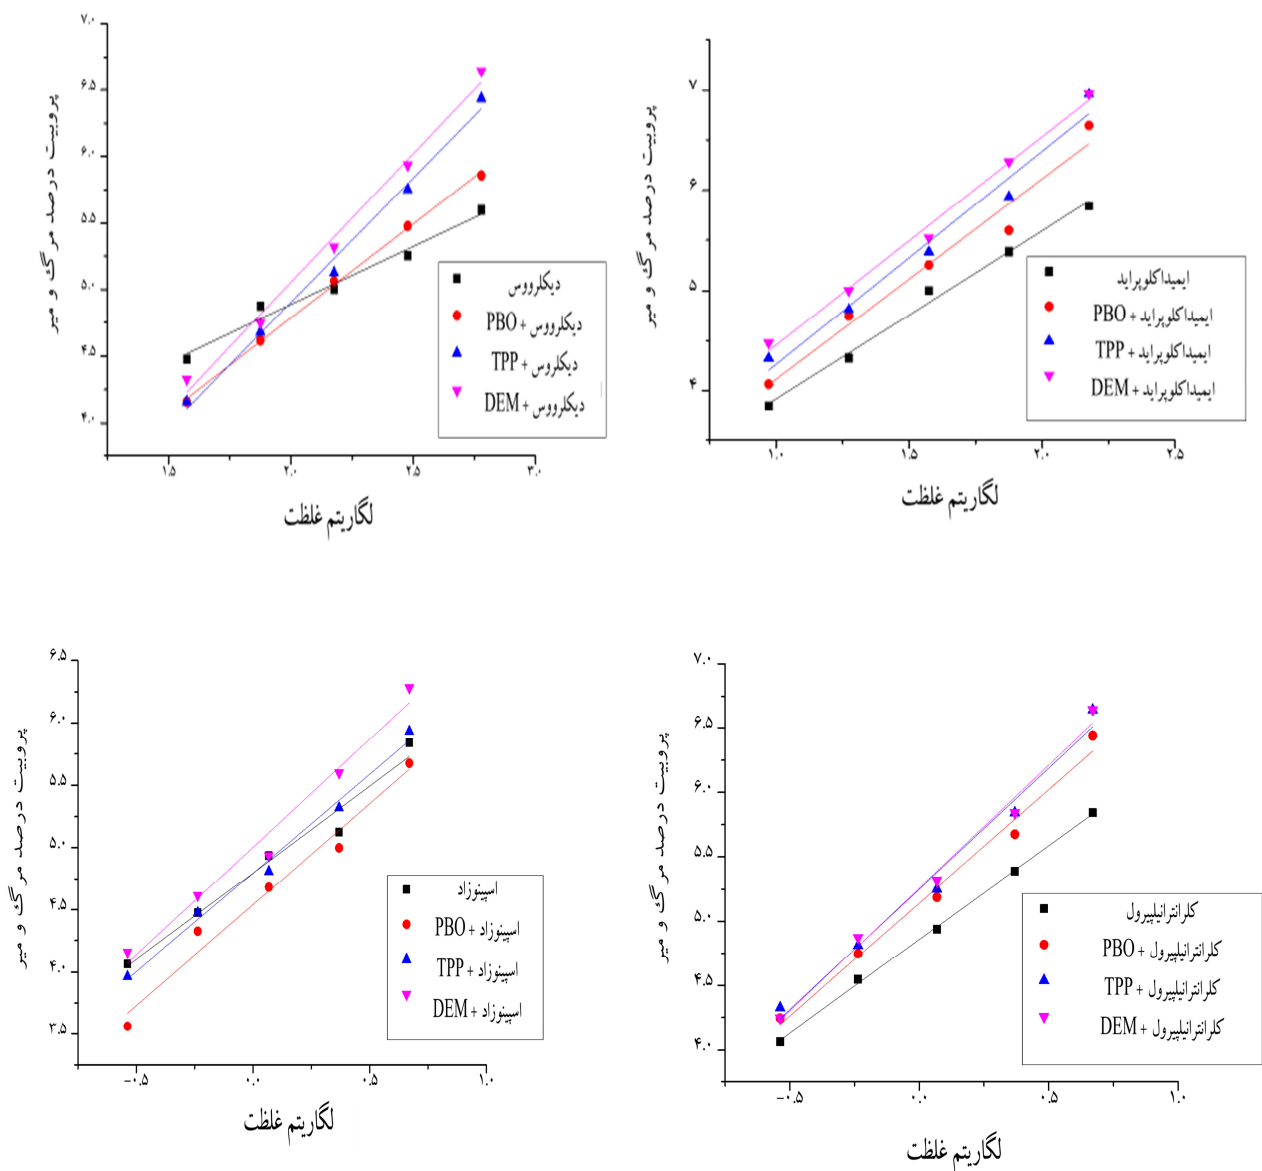 ۷.۰
۶.۵
۶.۰
۵.۵
۵.۰
۴.۵
۴.۰
پروبیت درصد مرگ و میر
دیکلرووس
دیکلرووس + PBO
دیکلروس + TPP
دیکلرووس + DEM
۱.۵ ۲.۰ ۲.۵ ۳.۰
لگاریتم غلظت
۷
۶
۵
۴
پروبیت درصد مرگ و میر
ایمیداکلوپراید
ایمیداکلوپراید + PBO
ایمیداکلوپراید + TPP
ایمیداکلوپراید + DEM
۱.۰ ۱.۵ ۲.۰ ۲.۵
لگاریتم غلظت
۶.۵
۶.۰
۵.۵
۵.۰
۴.۵
۴.۰
۳.۵
پروبیت درصد مرگ و میر
اسپینوزاد
اسپینوزاد + PBO
اسپینوزاد + TPP
اسپینوزاد + DEM
-۰.۵ ۰.۰ ۰.۵ ۱.۰
لگاریتم غلظت
۷.۰
۶.۵
۶.۰
۵.۵
۵.۰
۴.۵
۴.۰
پروبیت درصد مرگ و میر
کلرانترانیلیپرول
کلرانترانیلیپرول + PBO
کلرانترانیلیپرول + TPP
کلرانترانیلیپرول + DEM
-۰.۵ ۰.۰ ۰.۵ ۱.۰
لگاریتم غلظت